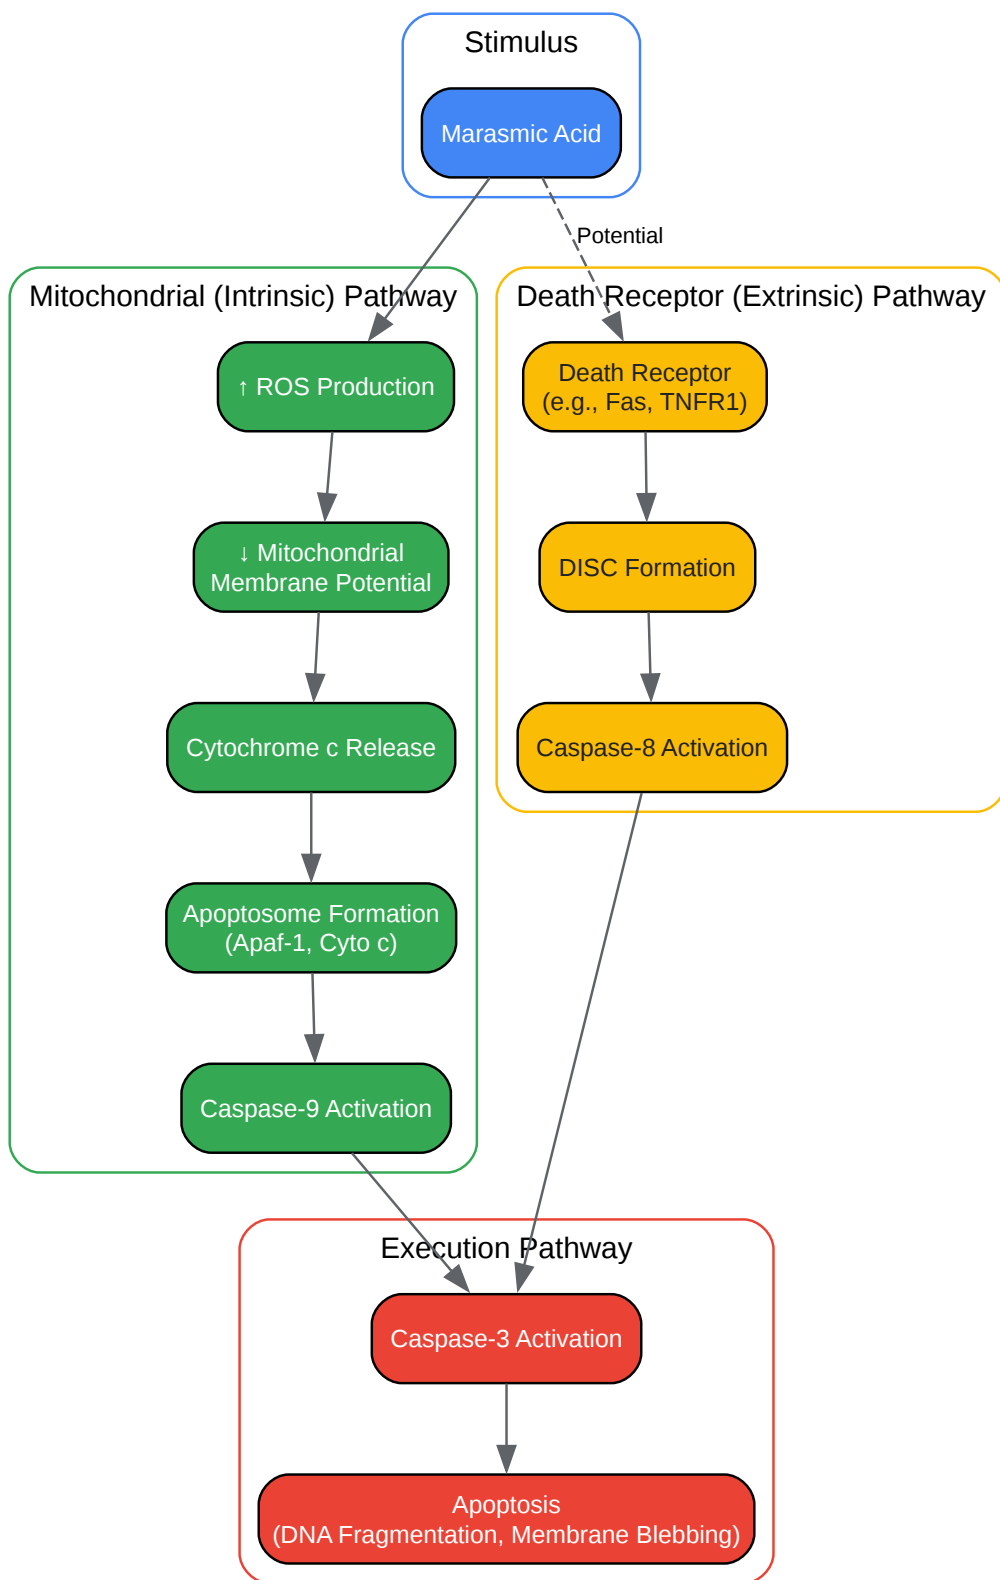 Stimulus
Marasmic Acid
Potential
Mitochondrial (Intrinsic) Pathway
↑ ROS Production
↓ Mitochondrial
Membrane Potential
Cytochrome c Release
Apoptosome Formation
(Apaf-1, Cyto c)
Caspase-9 Activation
Death Receptor (Extrinsic) Pathway
Death Receptor
(e.g., Fas, TNFR1)
DISC Formation
Caspase-8 Activation
Execution Pathway
Caspase-3 Activation
Apoptosis
(DNA Fragmentation, Membrane Blebbing)